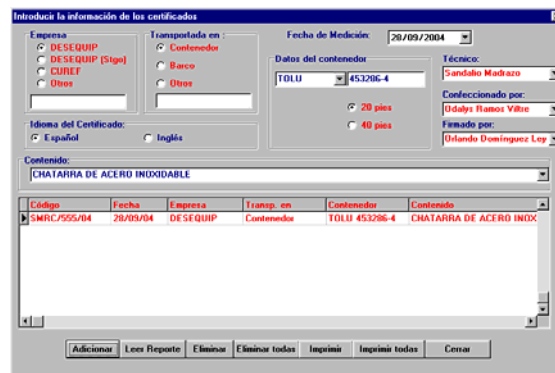 Introducir la información de los certificados
Empresa
DESEQUIP
DESEQUIP (Stgo)
CUREF
Otros
Transportada en :
Contenedor
Barco
Otros
Fecha de Medición:
28/09/2004
Datos del contenedor
TOLU
453286-4
20 pies
40 pies
Técnico:
Sandalio Madrazo
Confeccionado por:
Odalys Ramos Viltre
Firmado por:
Orlando Domínguez Ley
Idioma del Certificado:
Español
Inglés
Contenido:
CHATARRA DE ACERO INOXIDABLE
Código Fecha Empresa Transp. en Contenedor Contenido
SMRC/555/04 28/09/04 DESEQUIP Contenedor TOLU 453286-4 CHATARRA DE ACERO INOX
Adicionar Leer Reporte Eliminar Eliminar todas Imprimir Imprimir todas Cerrar